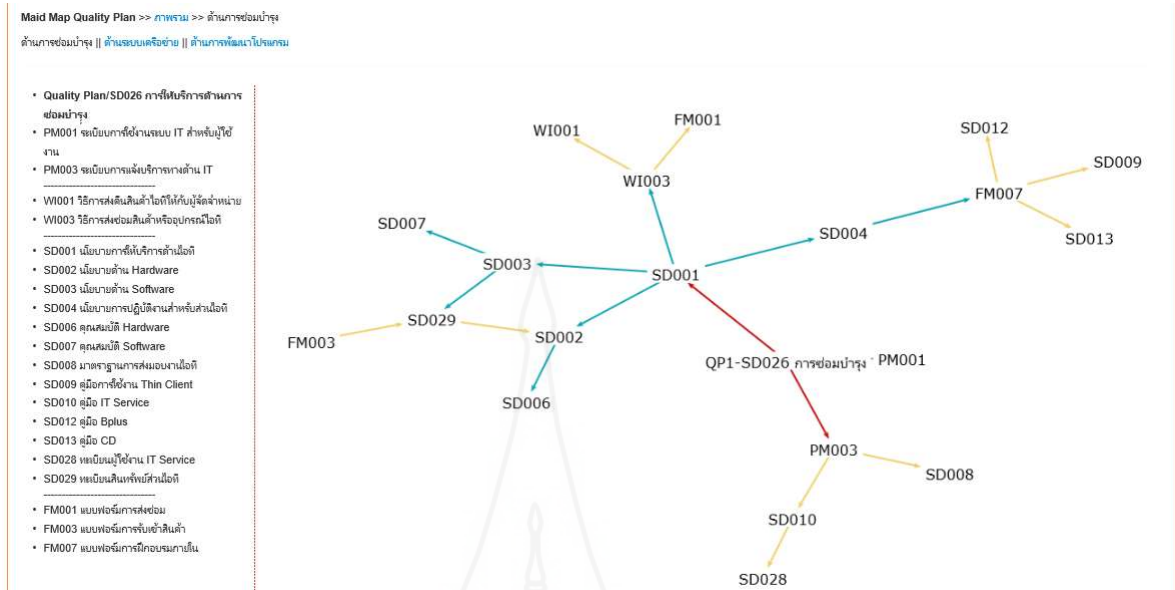 Maid Map Quality Plan >> ภาพรวม >> ด้านการซ่อมบำรุง
ด้านการซ่อมบำรุง || ด้านระบบเครือข่าย || ด้านการพัฒนาโปรแกรม
• Quality Plan/SD026 การให้บริการด้านการ
ซ่อมบำรุง
• PM001 ระเบียบการใช้งานระบบ IT สำหรับผู้ใช้
งาน
• PM003 ระเบียบการแจ้งบริการทางด้าน IT
-------------------------------
• WI001 วิธีการส่งคืนสินค้าไอทีให้กับผู้จัดจำหน่าย
• WI003 วิธีการส่งซ่อมสินค้าหรืออุปกรณ์ไอที
-------------------------------
• SD001 นโยบายการให้บริการด้านไอที
• SD002 นโยบายด้าน Hardware
• SD003 นโยบายด้าน Software
• SD004 นโยบายการปฏิบัติงานสำหรับส่วนไอที
• SD006 คุณสมบัติ Hardware
• SD007 คุณสมบัติ Software
• SD008 มาตราฐานการส่งมอบงานไอที
• SD009 คู่มือการใช้งาน Thin Client
• SD010 คู่มือ IT Service
• SD012 คู่มือ Bplus
• SD013 คู่มือ CD
• SD028 ทะเบียนผู้ใช้งาน IT Service
• SD029 ทะเบียนสินทรัพย์ส่วนไอที
-------------------------------
• FM001 แบบฟอร์มการส่งซ่อม
• FM003 แบบฟอร์มการรับเข้าสินค้า
• FM007 แบบฟอร์มการฝึกอบรมภายใน
FM001
WI001
SD012
SD009
WI003
FM007
SD007
SD004
SD013
SD003
SD001
SD029
SD002
FM003
QP1-SD026 การซ่อมบำรุง
PM001
SD006
PM003
SD008
SD010
SD028